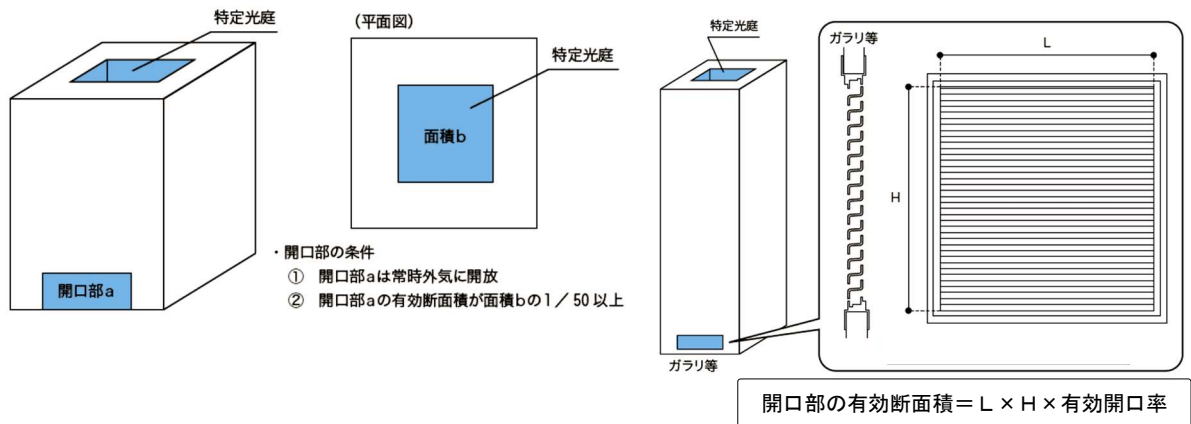 特定光庭
開口部a
(平面図)
特定光庭
面積b
・開口部の条件
① 開口部aは常時外気に開放
② 開口部aの有効断面積が面積bの1/50以上
特定光庭
ガラリ等
ガラリ等
L
H
開口部の有効断面積=L×H×有効開口率